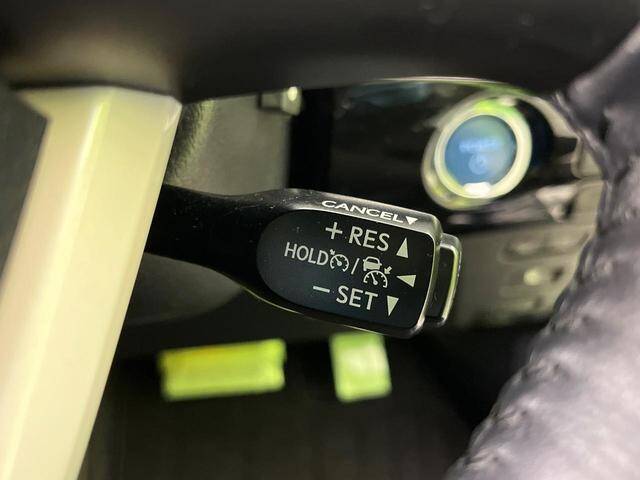 CANCEL▼
+ RES ▲
HOLD / ◀
− SET ▼